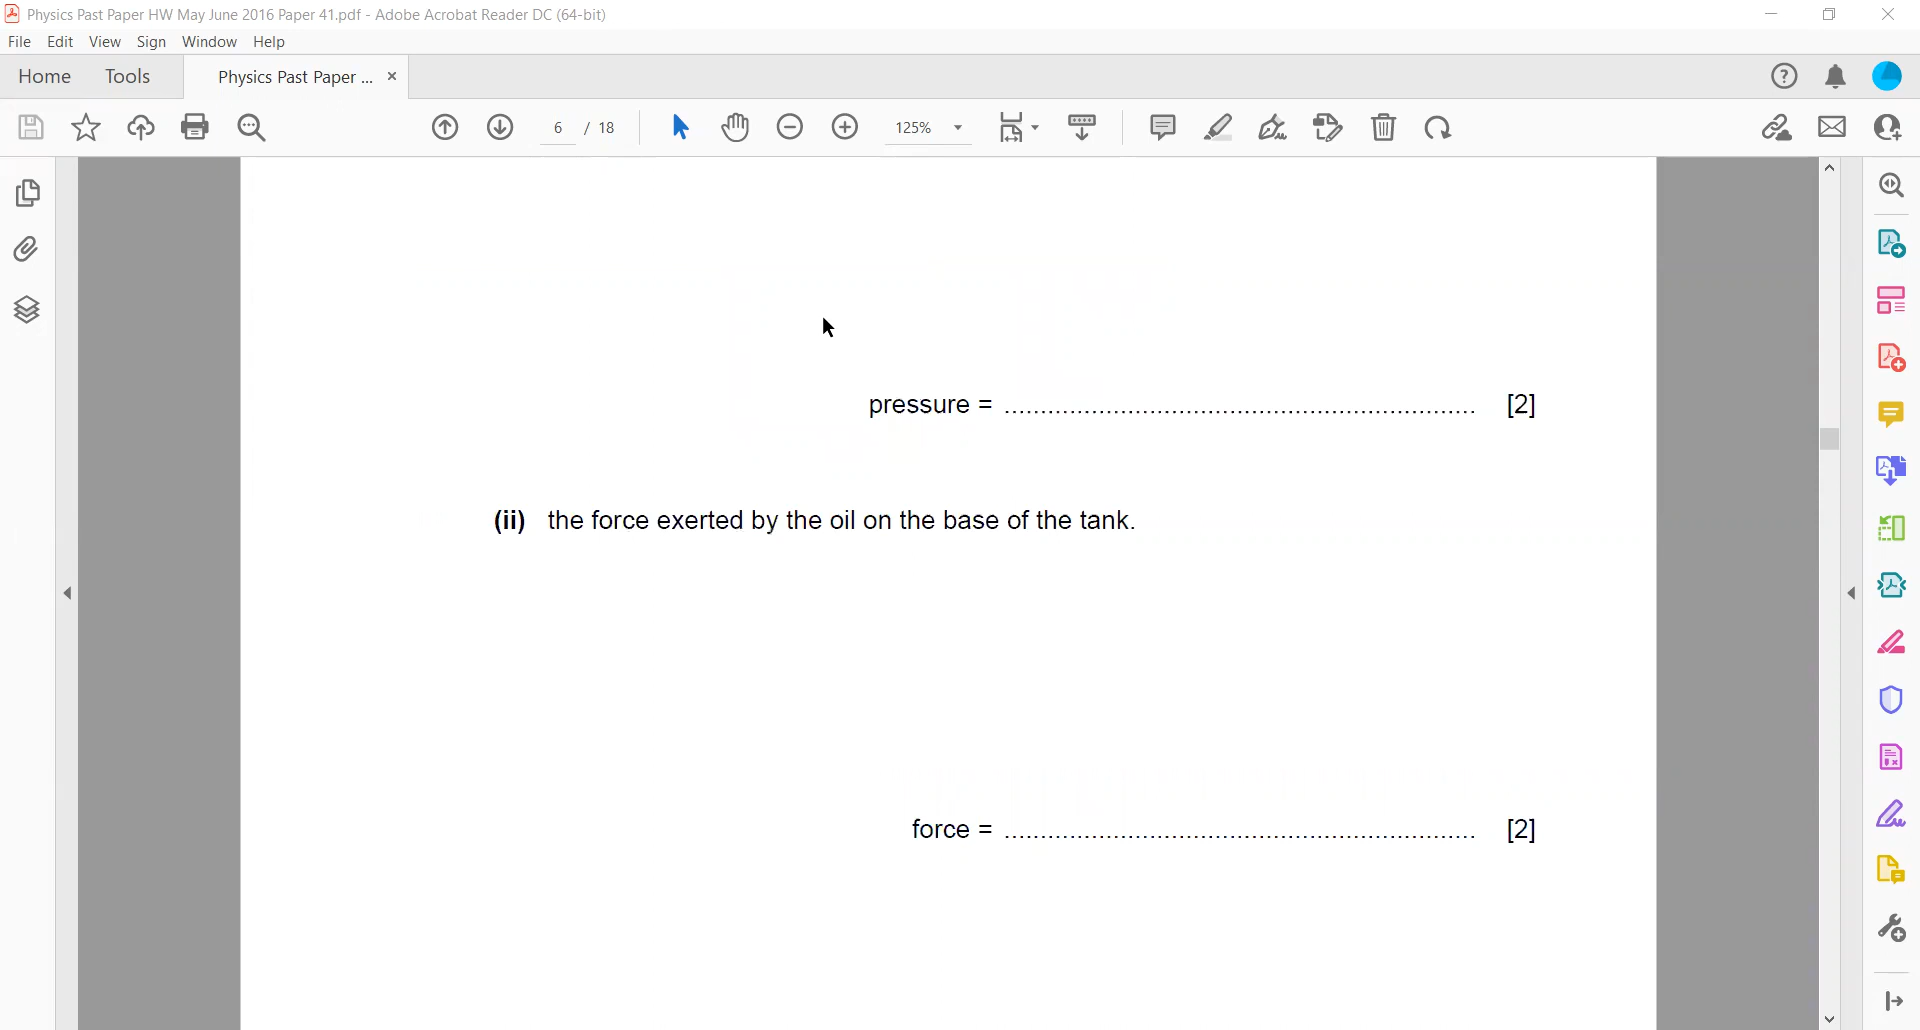 Physics Past Paper HW May June 2016 Paper 41.pdf - Adobe Acrobat Reader DC (64-bit)
File Edit View Sign Window Help
Home Tools Physics Past Paper ... ×
6 / 18 125%
pressure = ................................................................. [2]
(ii) the force exerted by the oil on the base of the tank.
force = ................................................................. [2]